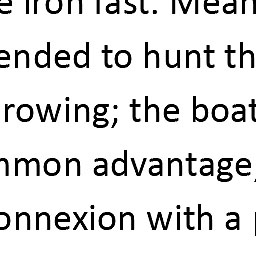 e iron fast. Mean
ended to hunt th
rowing; the boat
mmon advantage,
onnexion with a p